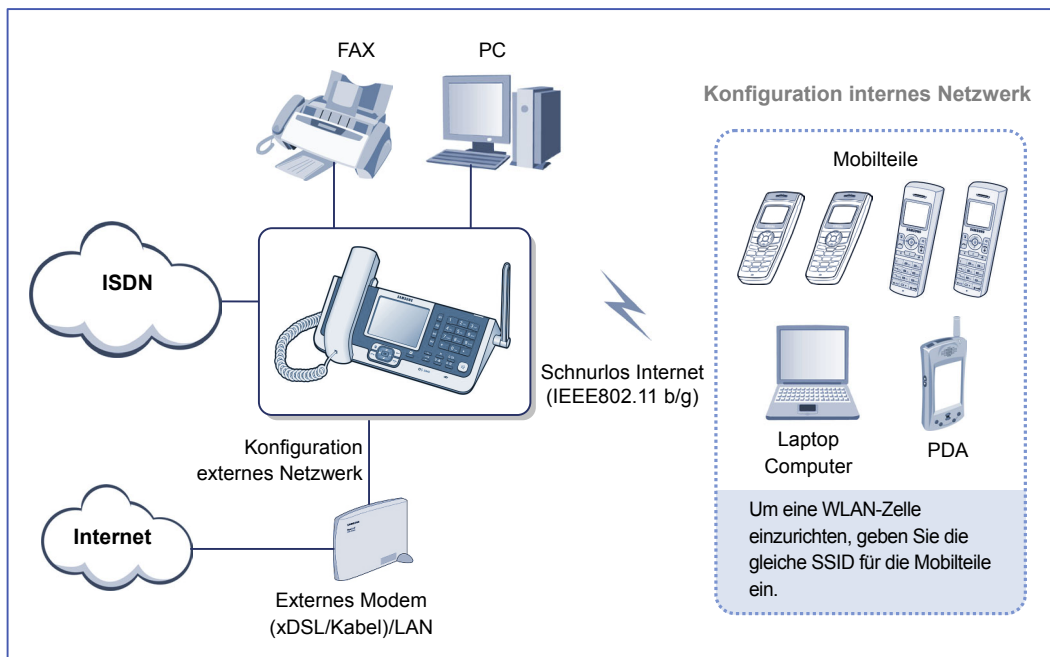 FAX
PC
Konfiguration internes Netzwerk
Mobilteile
ISDN
SAMSUNG
Schnurlos Internet
(IEEE802.11 b/g)
Laptop
Computer
PDA
Konfiguration
externes Netzwerk
Internet
Externes Modem
(xDSL/Kabel)/LAN
Um eine WLAN-Zelle
einzurichten, geben Sie die
gleiche SSID für die Mobilteile
ein.